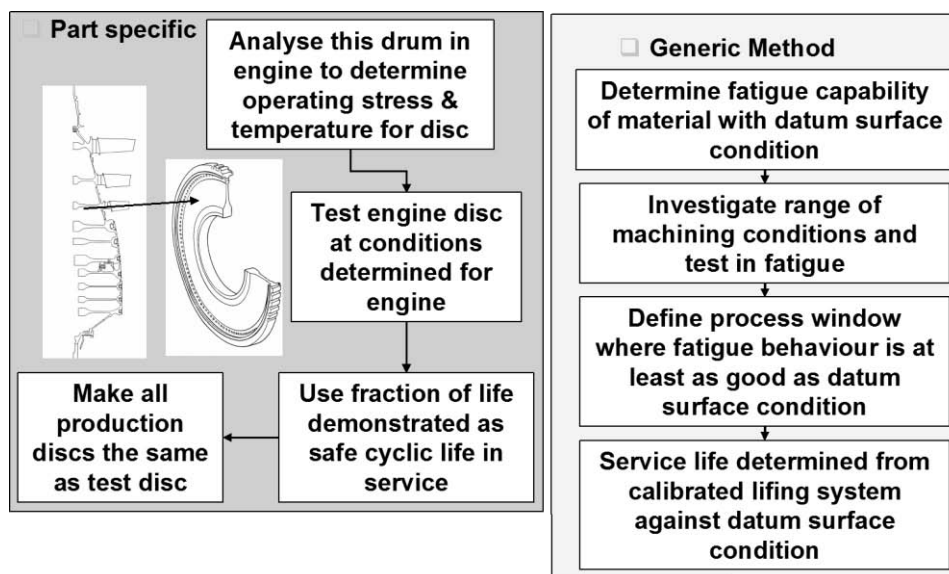 Part specific
Analyse this drum in
engine to determine
operating stress &
temperature for disc
Test engine disc
at conditions
determined for
engine
Use fraction of life
demonstrated as
safe cyclic life in
service
Make all
production
discs the same
as test disc
Generic Method
Determine fatigue capability
of material with datum surface
condition
Investigate range of
machining conditions and
test in fatigue
Define process window
where fatigue behaviour is at
least as good as datum
surface condition
Service life determined from
calibrated lifing system
against datum surface
condition